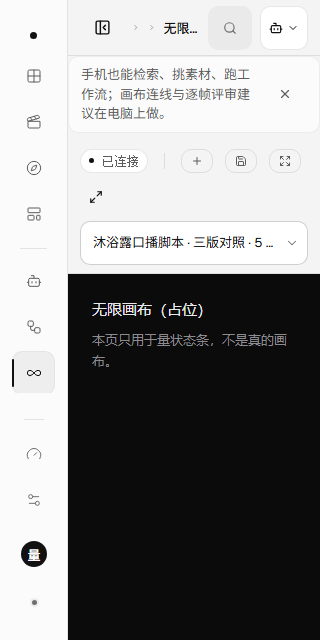 无限...
手机也能检索、挑素材、跑工
作流；画布连线与逐帧评审建
议在电脑上做。
已连接
沐浴露口播脚本 · 三版对照 · 5 ...
无限画布（占位）
本页只用于量状态条，不是真的画
布。
量